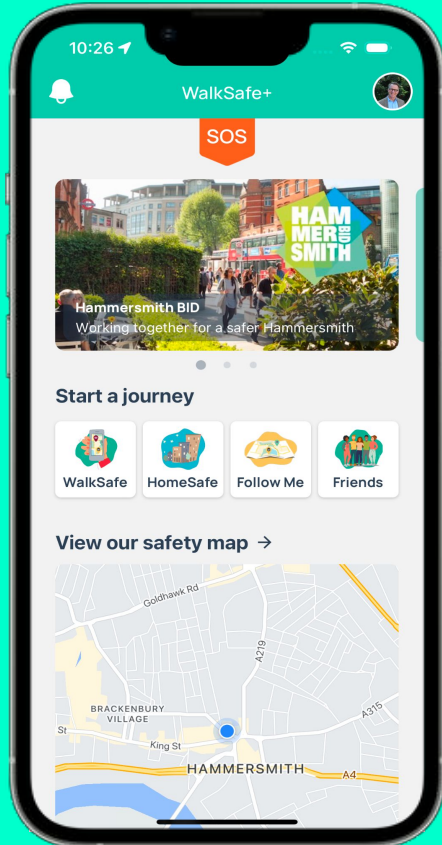 10:26
WalkSafe+
SOS
HAM
MER BID
SMITH
Hammersmith BID
Working together for a safer Hammersmith
Start a journey
WalkSafe
HomeSafe
Follow Me
Friends
View our safety map →
Goldhawk Rd
A219
BRACKENBURY
VILLAGE
A315
St
King St
HAMMERSMITH
A4